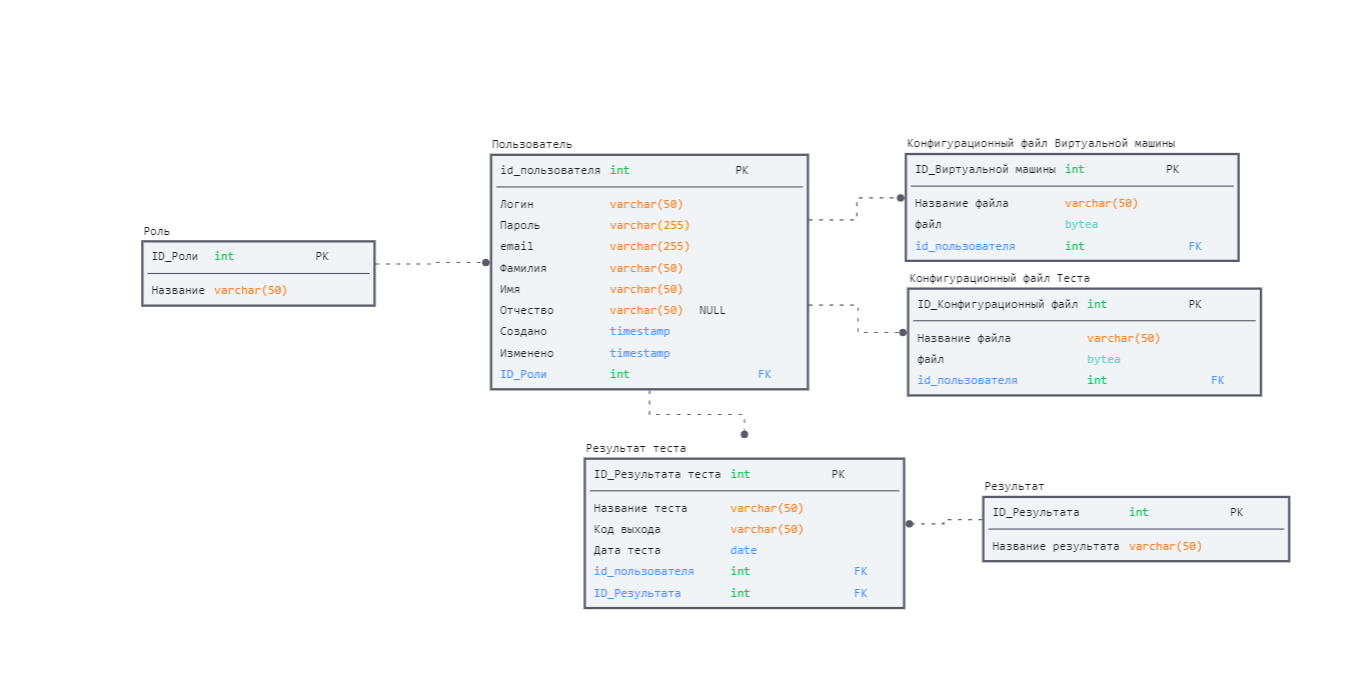 Роль
ID_Роли int PK
Название varchar(50)
Пользователь
id_пользователя int PK
Логин varchar(50)
Пароль varchar(255)
email varchar(255)
Фамилия varchar(50)
Имя varchar(50)
Отчество varchar(50) NULL
Создано timestamp
Изменено timestamp
ID_Роли int FK
Конфигурационный файл Виртуальной машины
ID_Виртуальной машины int PK
Название файла varchar(50)
файл bytea
id_пользователя int FK
Конфигурационный файл Теста
ID_Конфигурационный файл int PK
Название файла varchar(50)
файл bytea
id_пользователя int FK
Результат теста
ID_Результата теста int PK
Название теста varchar(50)
Код выхода varchar(50)
Дата теста date
id_пользователя int FK
ID_Результата int FK
Результат
ID_Результата int PK
Название результата varchar(50)